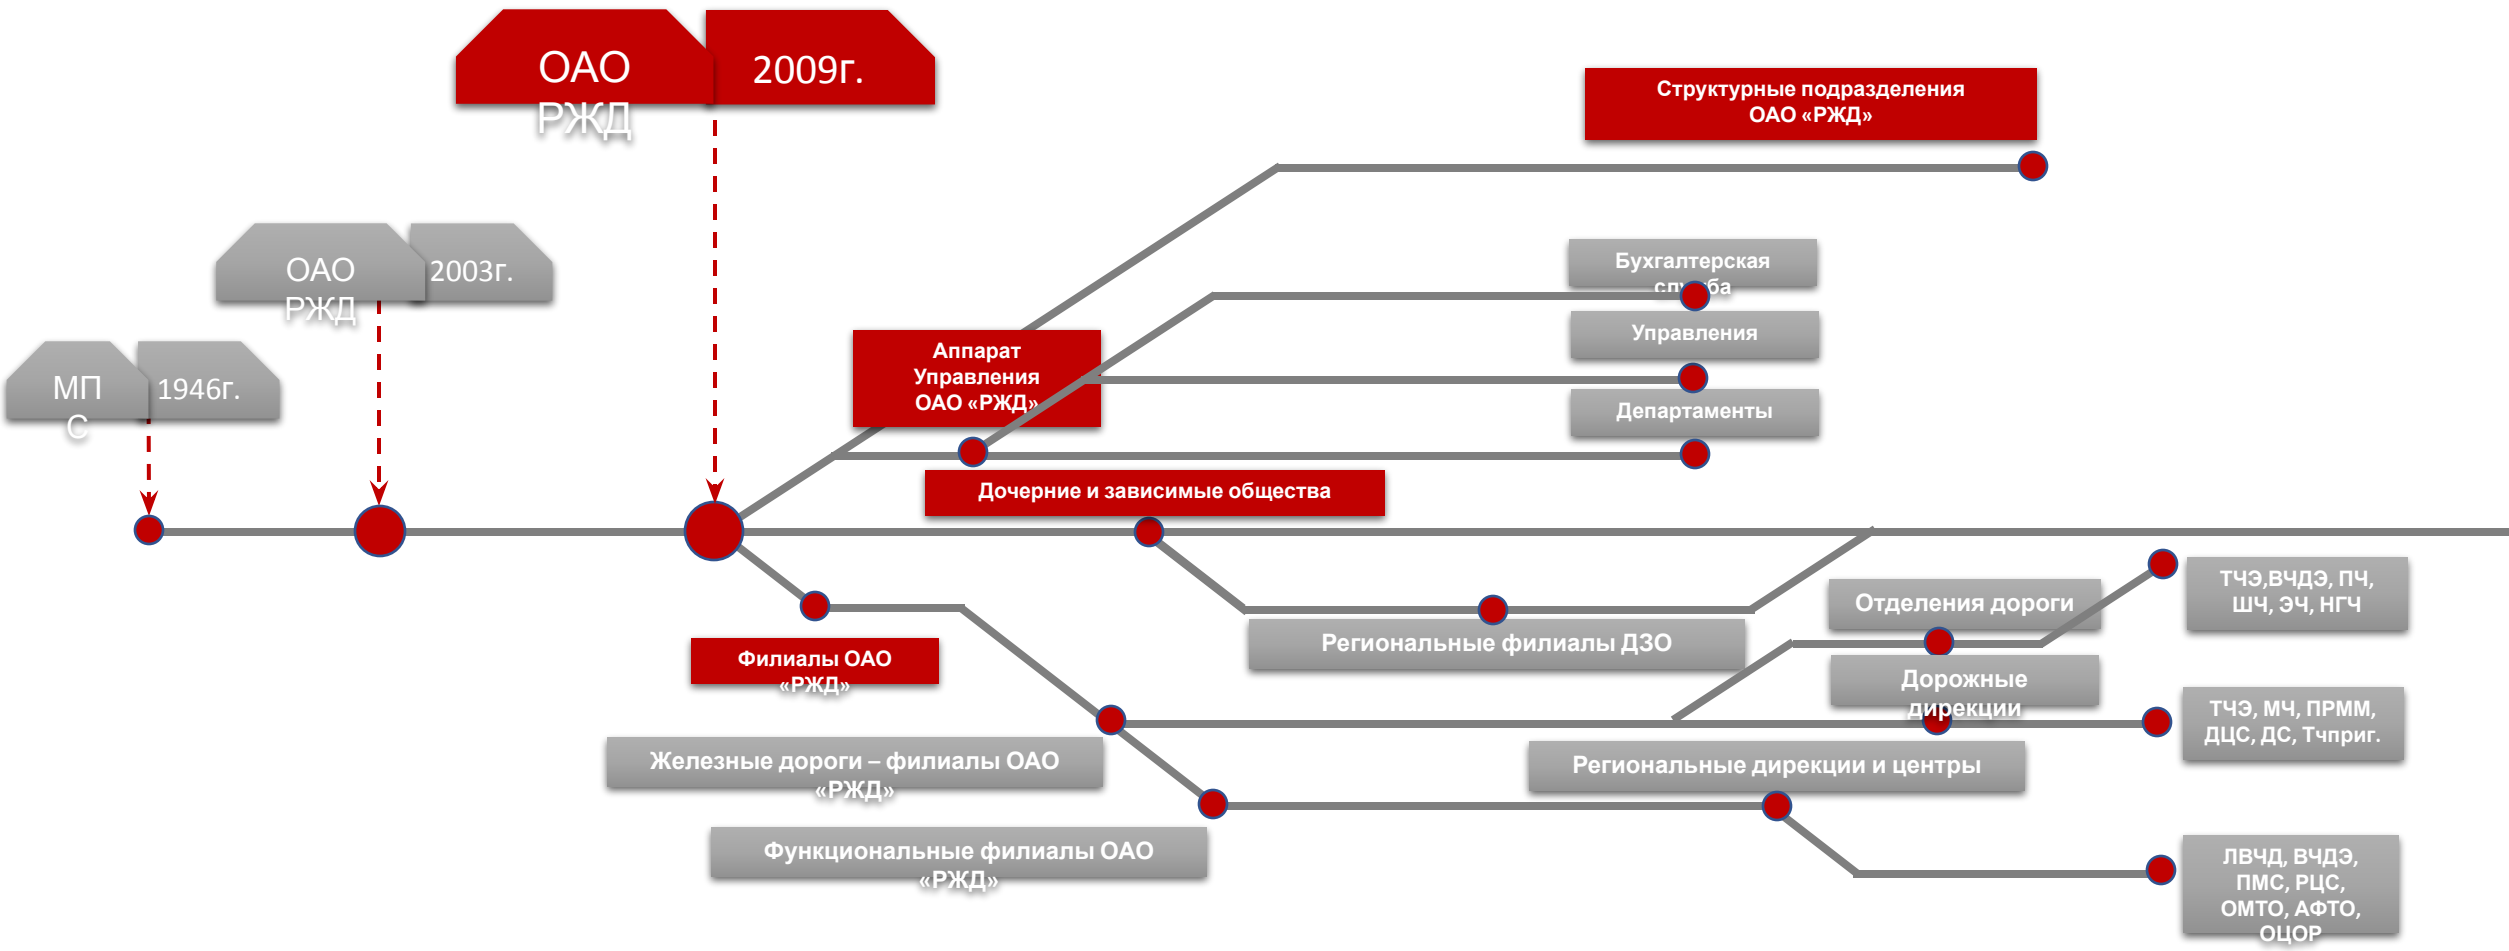 ОАО
РЖД
2009г.
Структурные подразделения
ОАО «РЖД»
ОАО
РЖД
2003г.
Бухгалтерская
служба
Управления
Аппарат
Управления
ОАО «РЖД»
МП
С
1946г.
Департаменты
Дочерние и зависимые общества
ТЧЭ,ВЧДЭ, ПЧ,
ШЧ, ЭЧ, НГЧ
Отделения дороги
Региональные филиалы ДЗО
Филиалы ОАО
«РЖД»
Дорожные
дирекции
ТЧЭ, МЧ, ПРММ,
ДЦС, ДС, Тчприг.
Железные дороги – филиалы ОАО
«РЖД»
Региональные дирекции и центры
Функциональные филиалы ОАО
«РЖД»
ЛВЧД, ВЧДЭ,
ПМС, РЦС,
ОМТО, АФТО,
ОЦОР